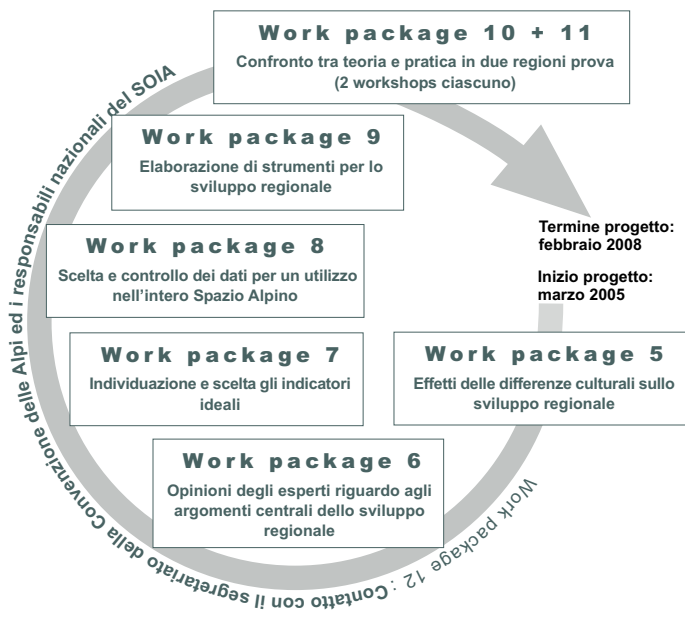 Work package 10 + 11
Confronto tra teoria e pratica in due regioni prova
(2 workshops ciascuno)
Work package 9
Elaborazione di strumenti per lo
sviluppo regionale
Work package 8
Scelta e controllo dei dati per un utilizzo
nell'intero Spazio Alpino
Work package 7
Individuazione e scelta gli indicatori
ideali
Work package 6
Opinioni degli esperti riguardo agli
argomenti centrali dello sviluppo
regionale
Work package 5
Effetti delle differenze culturali sullo
sviluppo regionale
Termine progetto:
febbraio 2008
Inizio progetto:
marzo 2005
Work package 12 : Contatto con il segretariato della Convenzione delle Alpi ed i responsabili nazionali del SOIA